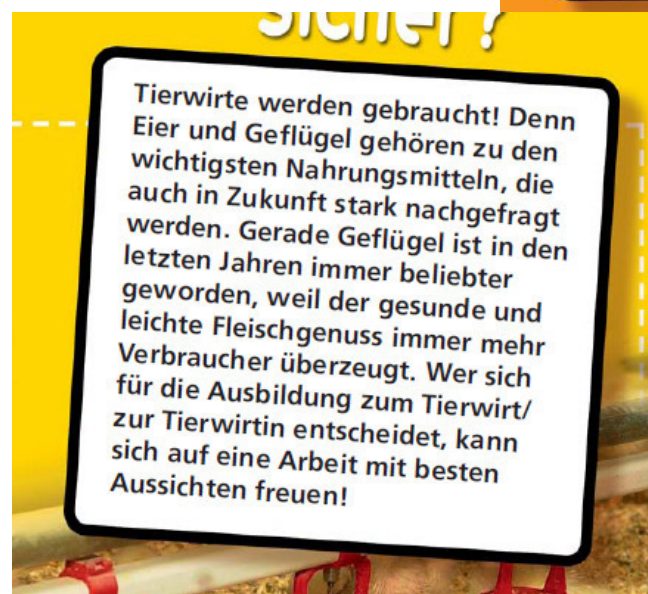 sicher?
Tierwirte werden gebraucht! Denn
Eier und Geflügel gehören zu den
wichtigsten Nahrungsmitteln, die
auch in Zukunft stark nachgefragt
werden. Gerade Geflügel ist in den
letzten Jahren immer beliebter
geworden, weil der gesunde und
leichte Fleischgenuss immer mehr
Verbraucher überzeugt. Wer sich
für die Ausbildung zum Tierwirt/
zur Tierwirtin entscheidet, kann
sich auf eine Arbeit mit besten
Aussichten freuen!